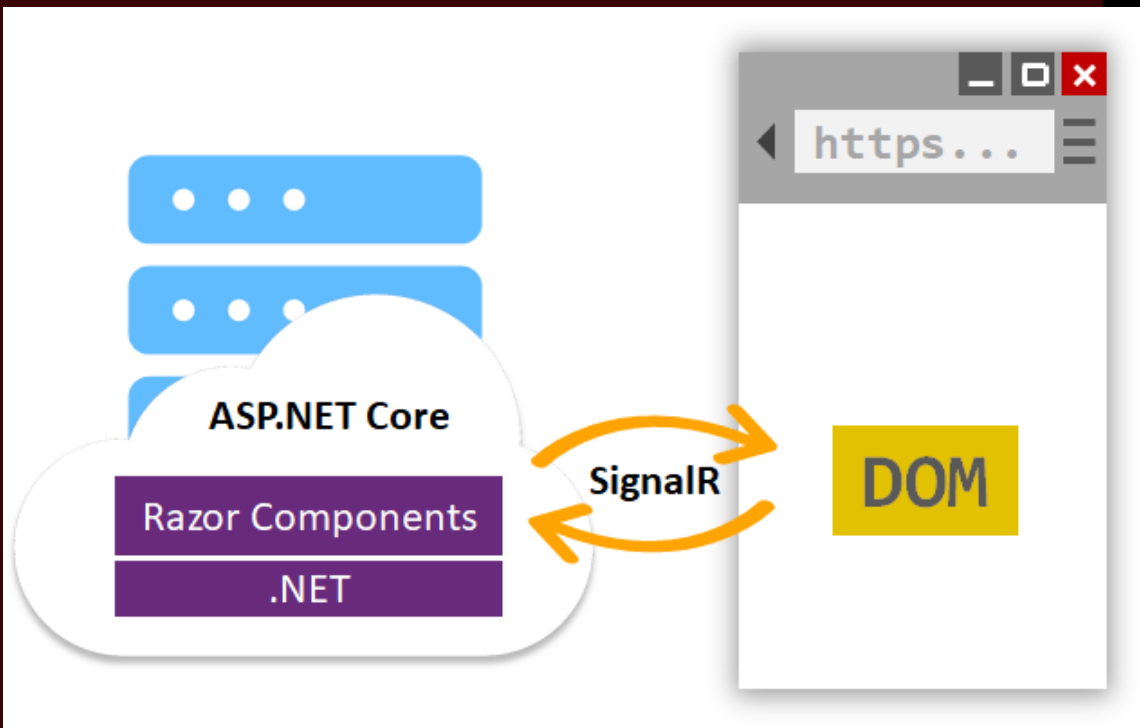 https...
ASP.NET Core
SignalR
Razor Components
DOM
.NET